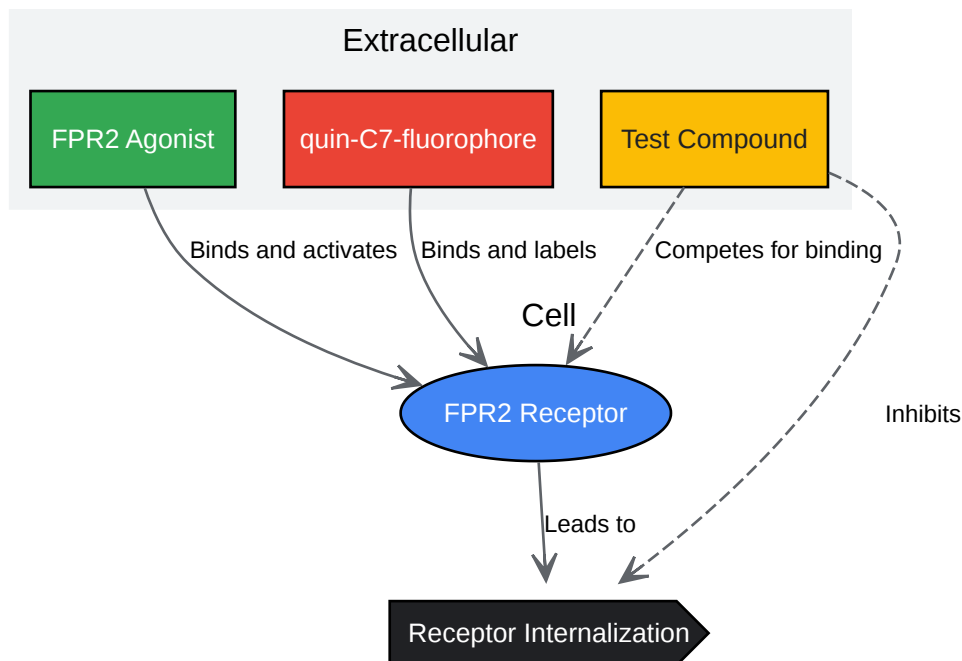 Extracellular
FPR2 Agonist
quin-C7-fluorophore
Test Compound
Binds and activates
Binds and labels
Competes for binding
Cell
FPR2 Receptor
Inhibits
Leads to
Receptor Internalization